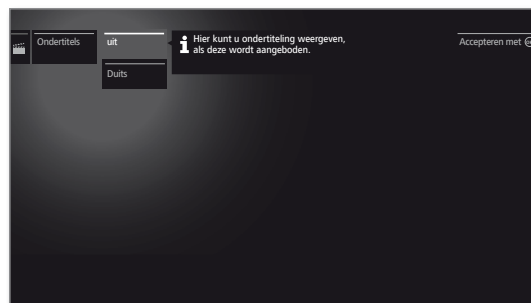 Ondertitels
uit
Hier kunt u ondertiteling weergeven,
als deze wordt aangeboden.
Accepteren met
Duits